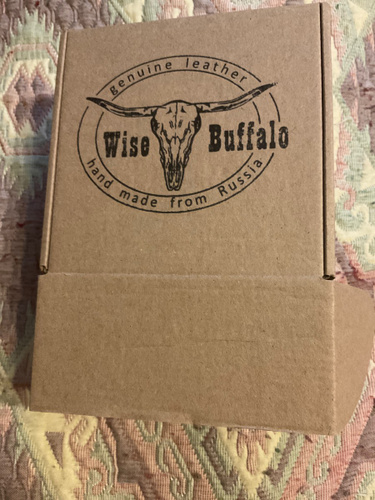 genuine leather
Wise Buffalo
hand made from Russia